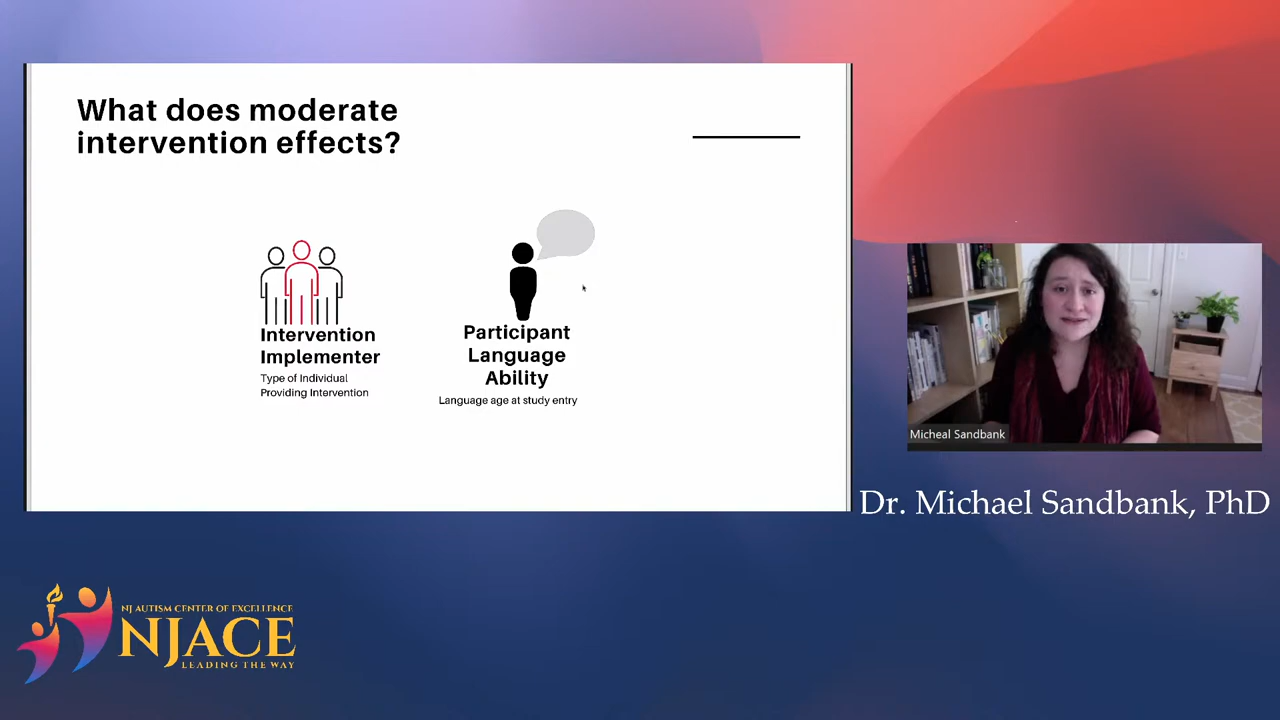 What does moderate
intervention effects?
Intervention
Implementer
Type of Individual
Providing Intervention
Participant
Language
Ability
Language age at study entry
Micheal Sandbank
Dr. Michael Sandbank, PhD
NJ AUTISM CENTER OF EXCELLENCE
NJACE
LEADING THE WAY